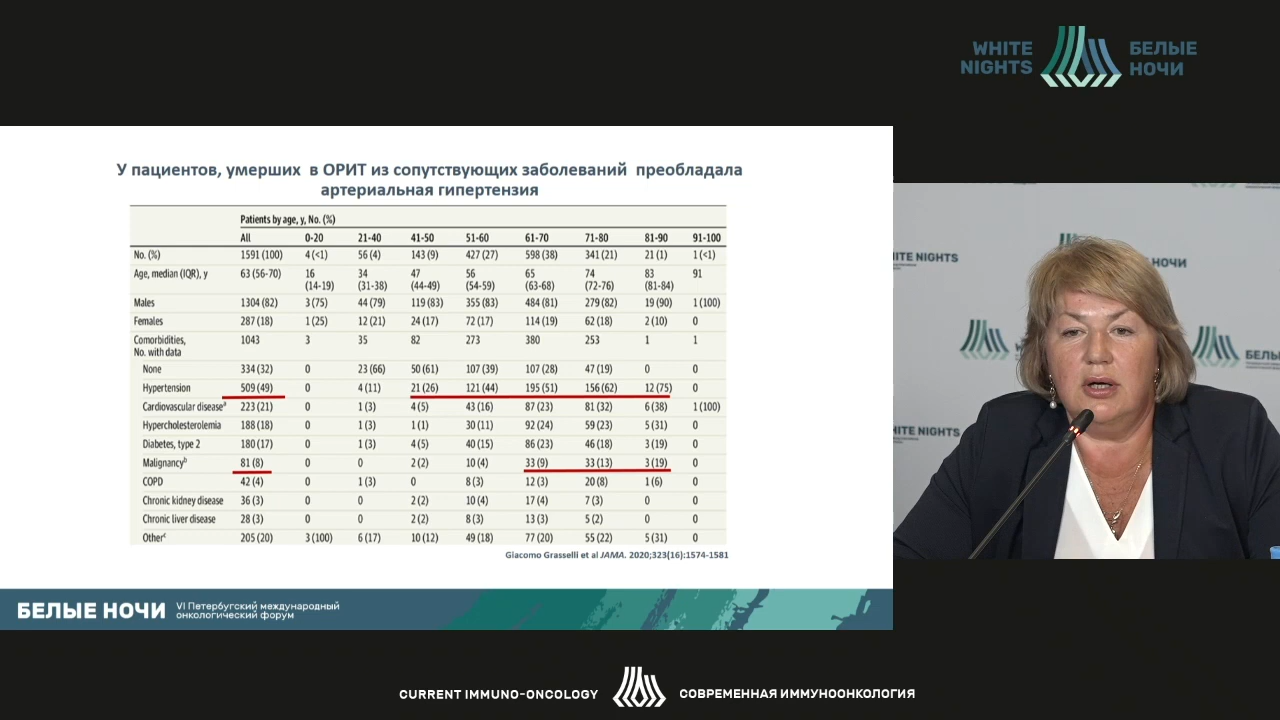 WHITE
NIGHTS
БЕЛЫЕ
НОЧИ
У пациентов, умерших в ОРИТ из сопутствующих заболеваний преобладала
артериальная гипертензия
Patients by age, y, No. (%)
All 0-20 21-40 41-50 51-60 61-70 71-80 81-90 91-100
No. (%) 1591 (100) 4 (<1) 56 (4) 143 (9) 427 (27) 598 (38) 341 (21) 21 (1) 1 (<1)
Age, median (IQR), y 63 (56-70) 16 34 47 56 65 74 83 91
(14-19) (31-38) (44-49) (54-59) (63-68) (72-76) (81-84)
Males 1304 (82) 3 (75) 44 (79) 119 (83) 355 (83) 484 (81) 279 (82) 19 (90) 1 (100)
Females 287 (18) 1 (25) 12 (21) 24 (17) 72 (17) 114 (19) 62 (18) 2 (10) 0
Comorbidities, 1043 3 35 82 273 380 253 1 1
No. with data
None 334 (32) 0 23 (66) 50 (61) 107 (39) 107 (28) 47 (19) 0 0
Hypertension 509 (49) 0 4 (11) 21 (26) 121 (44) 195 (51) 156 (62) 12 (75) 0
Cardiovascular diseaseᵃ 223 (21) 0 1 (3) 4 (5) 43 (16) 87 (23) 81 (32) 6 (38) 1 (100)
Hypercholesterolemia 188 (18) 0 1 (3) 1 (1) 30 (11) 92 (24) 59 (23) 5 (31) 0
Diabetes, type 2 180 (17) 0 1 (3) 4 (5) 40 (15) 86 (23) 46 (18) 3 (19) 0
Malignancyᵇ 81 (8) 0 0 2 (2) 10 (4) 33 (9) 33 (13) 3 (19) 0
COPD 42 (4) 0 1 (3) 0 8 (3) 12 (3) 20 (8) 1 (6) 0
Chronic kidney disease 36 (3) 0 0 2 (2) 10 (4) 17 (4) 7 (3) 0 0
Chronic liver disease 28 (3) 0 0 2 (2) 8 (3) 13 (3) 5 (2) 0 0
Otherᶜ 205 (20) 3 (100) 6 (17) 10 (12) 49 (18) 77 (20) 55 (22) 5 (31) 0
Giacomo Grasselli et al JAMA. 2020;323(16):1574-1581
БЕЛЫЕ НОЧИ
VI Петербургский международный
онкологический форум
CURRENT IMMUNO-ONCOLOGY
СОВРЕМЕННАЯ ИММУНООНКОЛОГИЯ